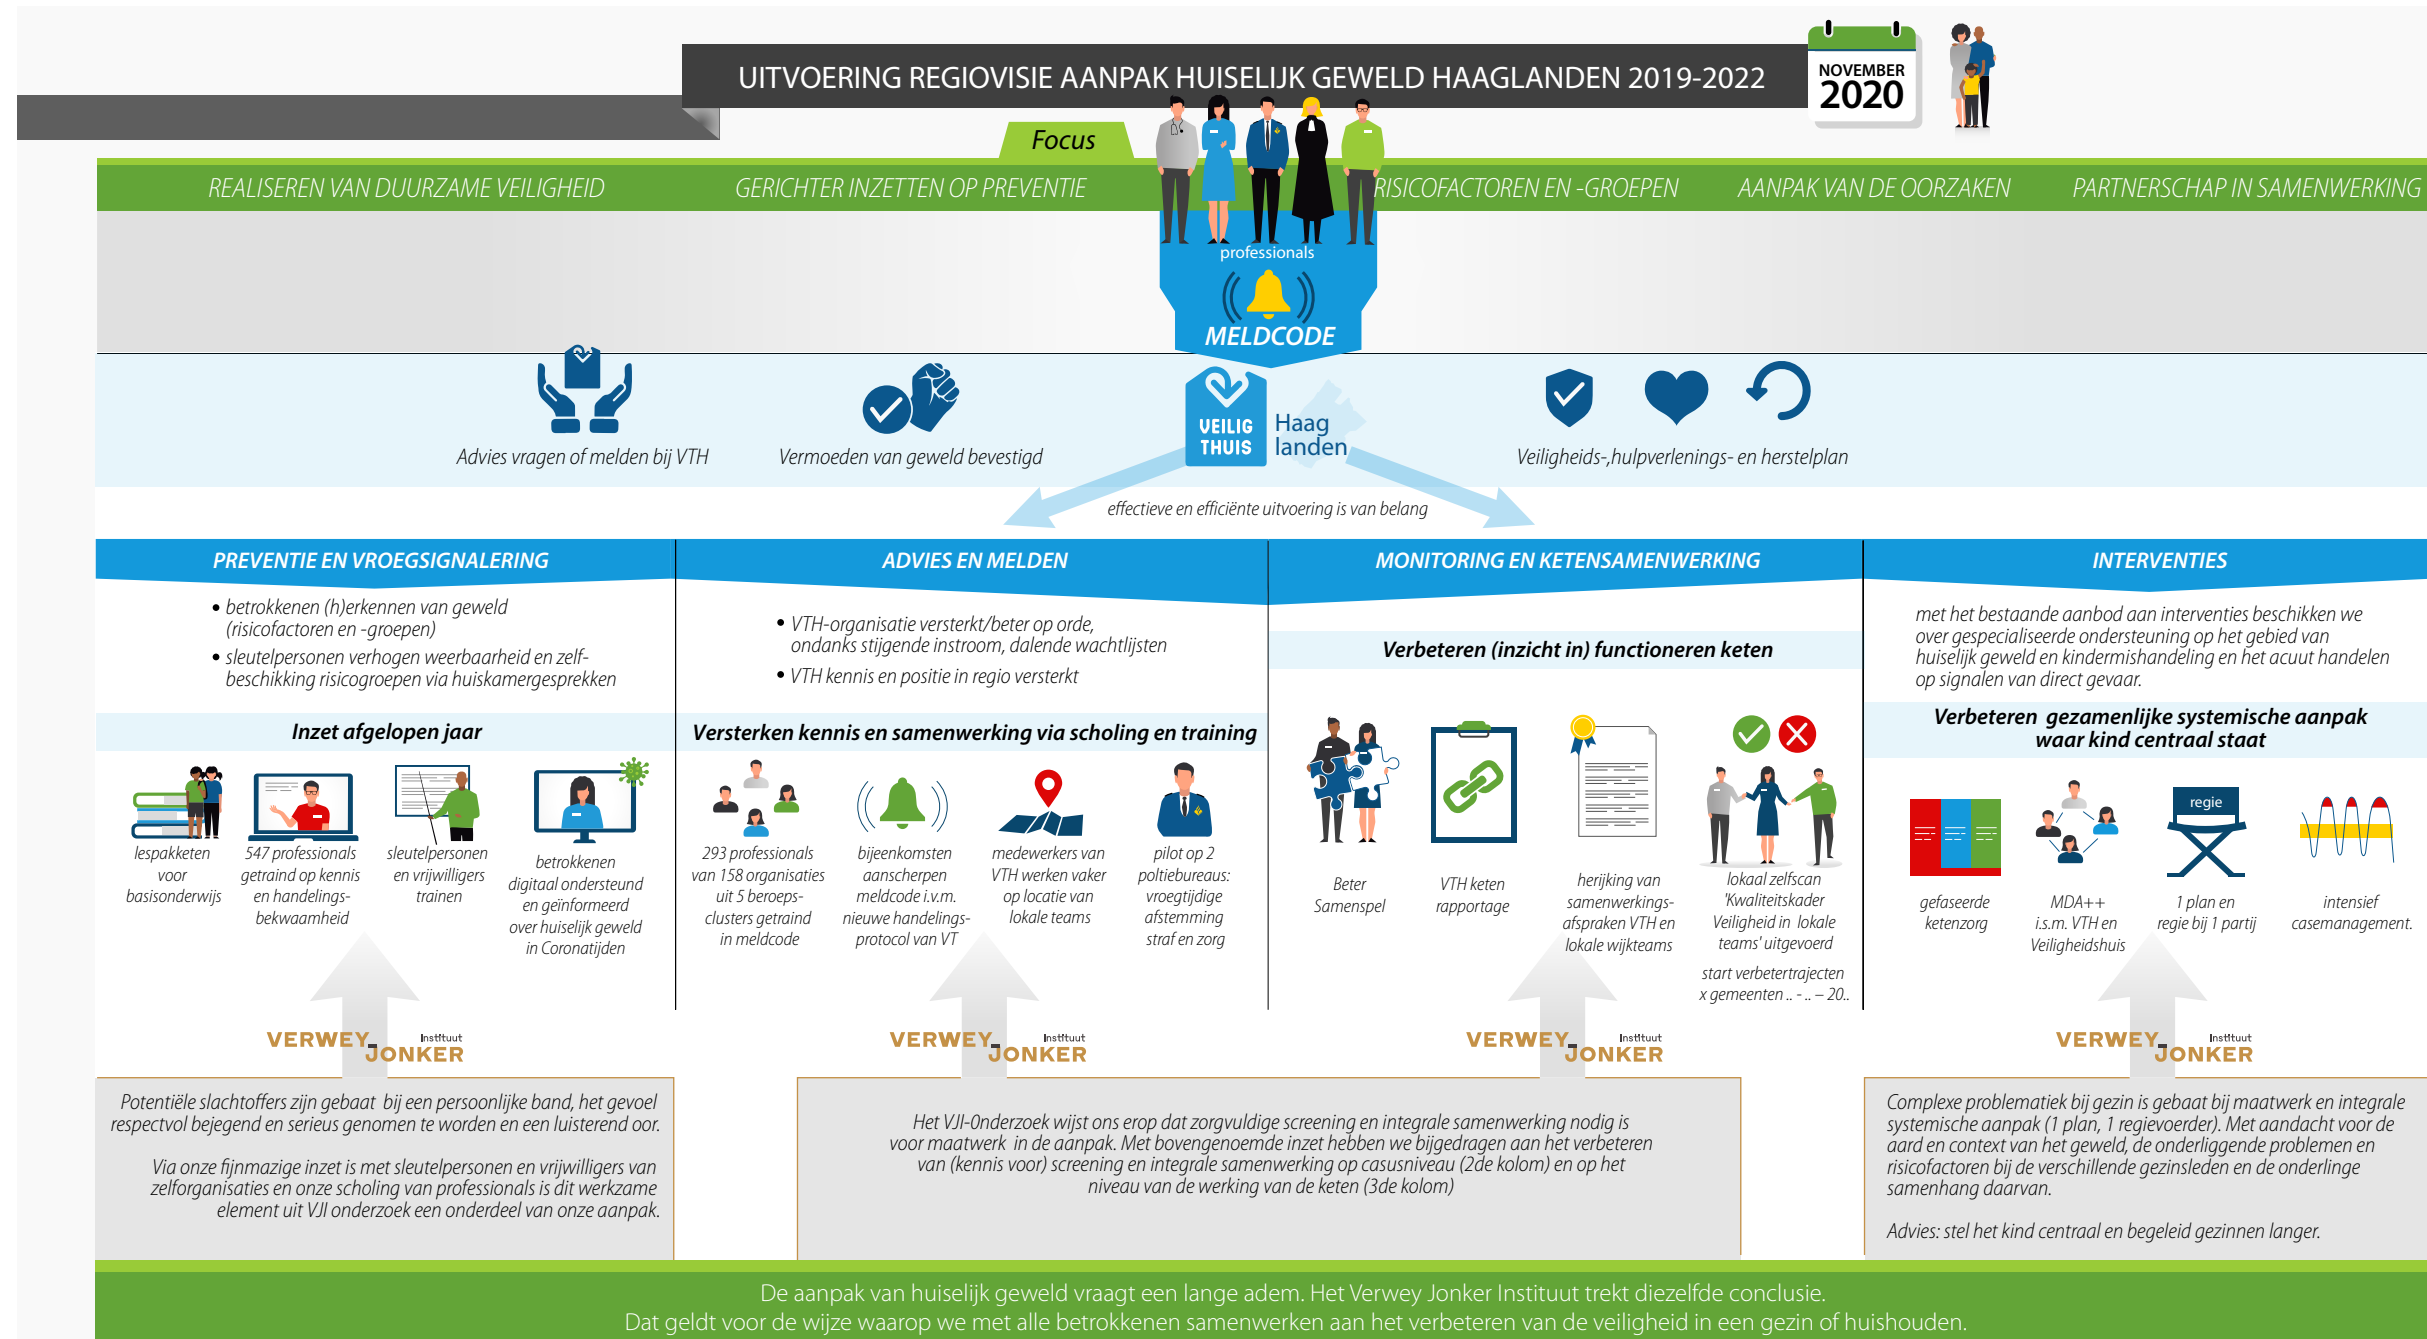 UITVOERING REGIOVISIE AANPAK HUISELIJK GEWELD HAAGLANDEN 2019-2022
NOVEMBER
2020
Focus
REALISEREN VAN DUURZAME VEILIGHEID
GERICHTER INZETTEN OP PREVENTIE
RISICOFACTOREN EN -GROEPEN
AANPAK VAN DE OORZAKEN
PARTNERSCHAP IN SAMENWERKING
professionals
MELDCODE
Advies vragen of melden bij VTH
Vermoeden van geweld bevestigd
VEILIG
THUIS
Haag
landen
Veiligheids-,hulpverlenings- en herstelplan
effectieve en efficiënte uitvoering is van belang
PREVENTIE EN VROEGSIGNALERING
• betrokkenen (h)erkennen van geweld
(risicofactoren en -groepen)
• sleutelpersonen verhogen weerbaarheid en zelf-
beschikking risicogroepen via huiskamergesprekken
Inzet afgelopen jaar
lespakketen
voor
basisonderwijs
547 professionals
getraind op kennis
en handelings-
bekwaamheid
sleutelpersonen
en vrijwilligers
trainen
betrokkenen
digitaal ondersteund
en geïnformeerd
over huiselijk geweld
in Coronatijden
ADVIES EN MELDEN
• VTH-organisatie versterkt/beter op orde,
ondanks stijgende instroom, dalende wachtlijsten
• VTH kennis en positie in regio versterkt
Versterken kennis en samenwerking via scholing en training
293 professionals
van 158 organisaties
uit 5 beroeps-
clusters getraind
in meldcode
bijeenkomsten
aanscherpen
meldcode i.v.m.
nieuwe handelings-
protocol van VT
medewerkers van
VTH werken vaker
op locatie van
lokale teams
pilot op 2
poltiebureaus:
vroegtijdige
afstemming
straf en zorg
MONITORING EN KETENSAMENWERKING
Verbeteren (inzicht in) functioneren keten
Beter
Samenspel
VTH keten
rapportage
herijking van
samenwerkings-
afspraken VTH en
lokale wijkteams
lokaal zelfscan
'Kwaliteitskader
Veiligheid in lokale
teams' uitgevoerd
start verbetertrajecten
x gemeenten .. - .. – 20..
INTERVENTIES
met het bestaande aanbod aan interventies beschikken we
over gespecialiseerde ondersteuning op het gebied van
huiselijk geweld en kindermishandeling en het acuut handelen
op signalen van direct gevaar.
Verbeteren gezamenlijke systemische aanpak
waar kind centraal staat
gefaseerde
ketenzorg
MDA++
i.s.m. VTH en
Veiligheidshuis
regie
1 plan en
regie bij 1 partij
intensief
casemanagement.
VERWEY_ Instituut
JONKER
VERWEY_ Instituut
JONKER
VERWEY_ Instituut
JONKER
VERWEY_ Instituut
JONKER
Potentiële slachtoffers zijn gebaat bij een persoonlijke band, het gevoel
respectvol bejegend en serieus genomen te worden en een luisterend oor.
Via onze fijnmazige inzet is met sleutelpersonen en vrijwilligers van
zelforganisaties en onze scholing van professionals is dit werkzame
element uit VJI onderzoek een onderdeel van onze aanpak.
Het VJI-Onderzoek wijst ons erop dat zorgvuldige screening en integrale samenwerking nodig is
voor maatwerk in de aanpak. Met bovengenoemde inzet hebben we bijgedragen aan het verbeteren
van (kennis voor) screening en integrale samenwerking op casusniveau (2de kolom) en op het
niveau van de werking van de keten (3de kolom)
Complexe problematiek bij gezin is gebaat bij maatwerk en integrale
systemische aanpak (1 plan, 1 regievoerder). Met aandacht voor de
aard en context van het geweld, de onderliggende problemen en
risicofactoren bij de verschillende gezinsleden en de onderlinge
samenhang daarvan.
Advies: stel het kind centraal en begeleid gezinnen langer.
De aanpak van huiselijk geweld vraagt een lange adem. Het Verwey Jonker Instituut trekt diezelfde conclusie.
Dat geldt voor de wijze waarop we met alle betrokkenen samenwerken aan het verbeteren van de veiligheid in een gezin of huishouden.